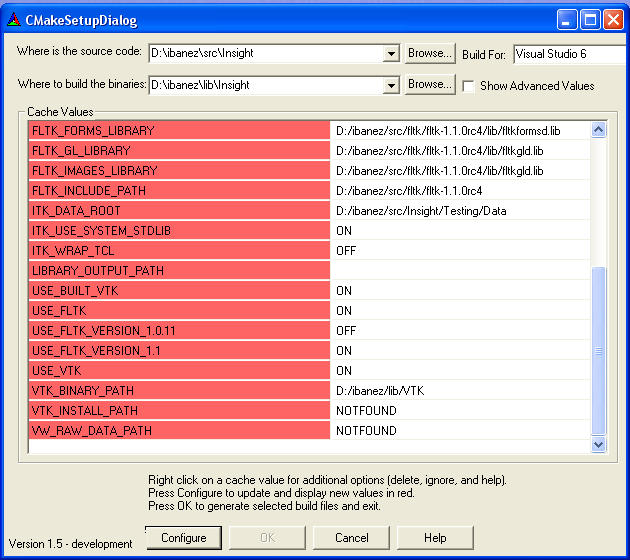 CMakeSetupDialog
Where is the source code: D:\ibanez\src\Insight Browse... Build For: Visual Studio 6
Where to build the binaries: D:\ibanez\lib\Insight Browse... Show Advanced Values
Cache Values
FLTK_FORMS_LIBRARY D:/ibanez/src/fltk/fltk-1.1.0rc4/lib/fltkformsd.lib
FLTK_GL_LIBRARY D:/ibanez/src/fltk/fltk-1.1.0rc4/lib/fltkgld.lib
FLTK_IMAGES_LIBRARY D:/ibanez/src/fltk/fltk-1.1.0rc4/lib/fltkgld.lib
FLTK_INCLUDE_PATH D:/ibanez/src/fltk/fltk-1.1.0rc4
ITK_DATA_ROOT D:/ibanez/src/Insight/Testing/Data
ITK_USE_SYSTEM_STDLIB ON
ITK_WRAP_TCL OFF
LIBRARY_OUTPUT_PATH
USE_BUILT_VTK ON
USE_FLTK ON
USE_FLTK_VERSION_1.0.11 OFF
USE_FLTK_VERSION_1.1 ON
USE_VTK ON
VTK_BINARY_PATH D:/ibanez/lib/VTK
VTK_INSTALL_PATH NOTFOUND
VW_RAW_DATA_PATH NOTFOUND
Right click on a cache value for additional options (delete, ignore, and help).
Press Configure to update and display new values in red.
Press OK to generate selected build files and exit.
Version 1.5 - development Configure OK Cancel Help